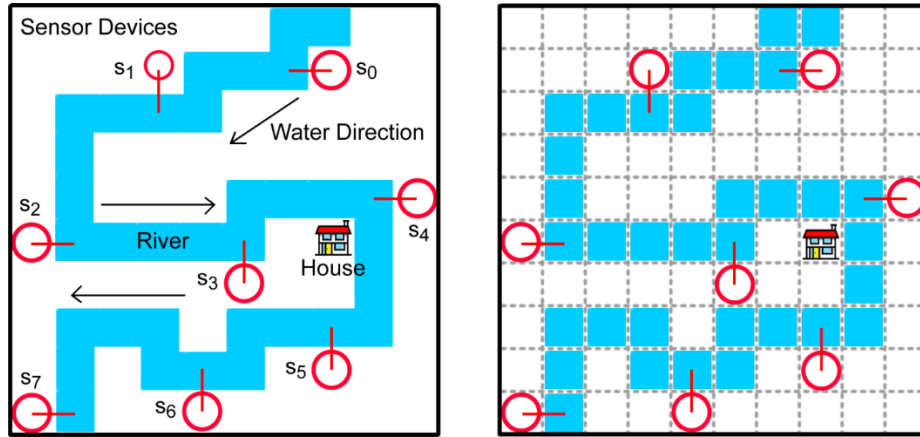 Sensor Devices
s1
s0
Water Direction
s2
River
s4
House
s3
s7
s5
s6